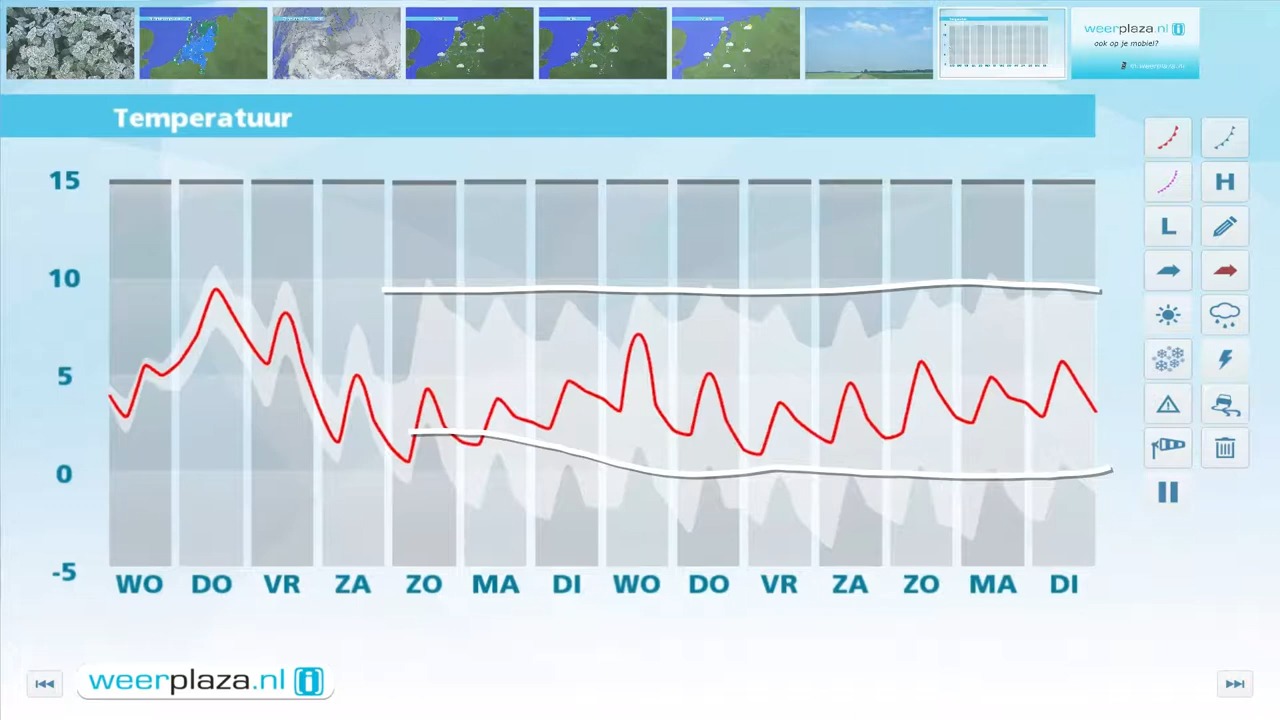 weerplaza.nl i
ook op je mobiel?
Temperatuur
15
10
5
0
-5
H
L
WO DO VR ZA ZO MA DI WO DO VR ZA ZO MA DI
weerplaza.nl i